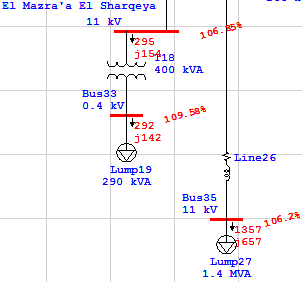 El Mazra'a El Sharqeya
11 kV
106.35%
295
j154
T18
400 kVA
Bus33
0.4 kV
109.58%
292
j142
Lump19
290 kVA
Line26
Bus35
11 kV
106.2%
1357
j657
Lump27
1.4 MVA